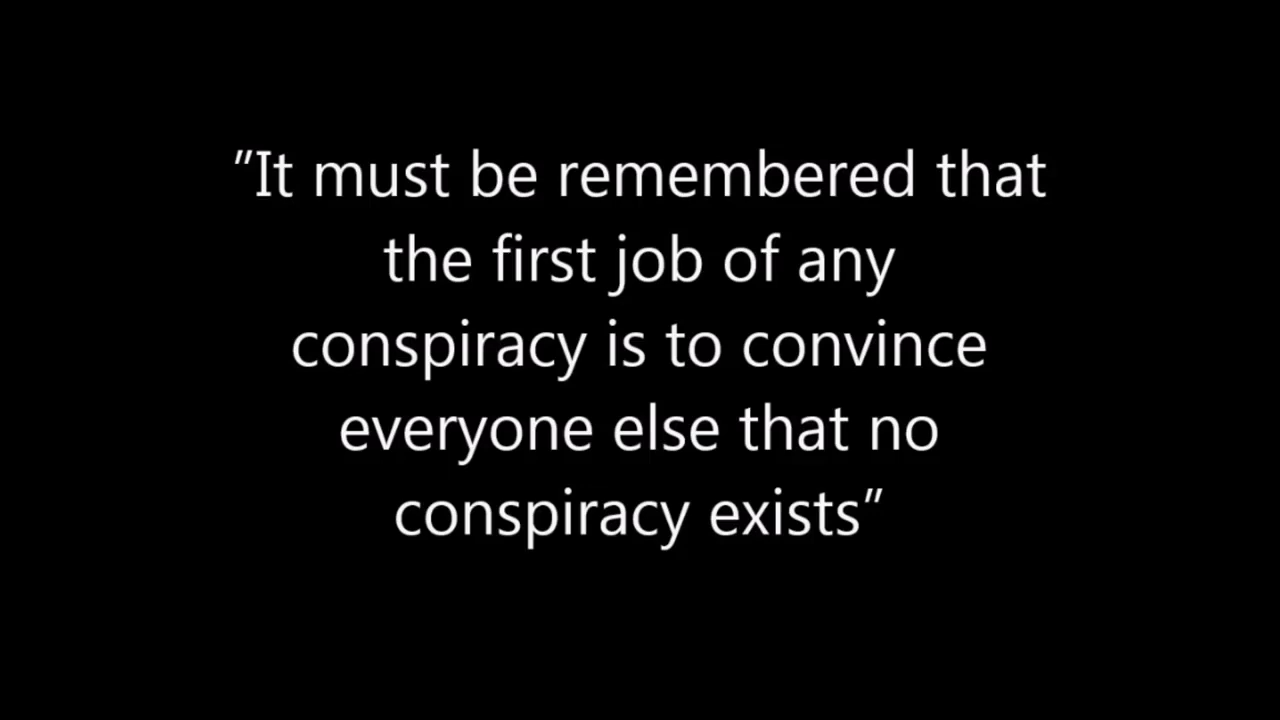 ”It must be remembered that
the first job of any
conspiracy is to convince
everyone else that no
conspiracy exists”